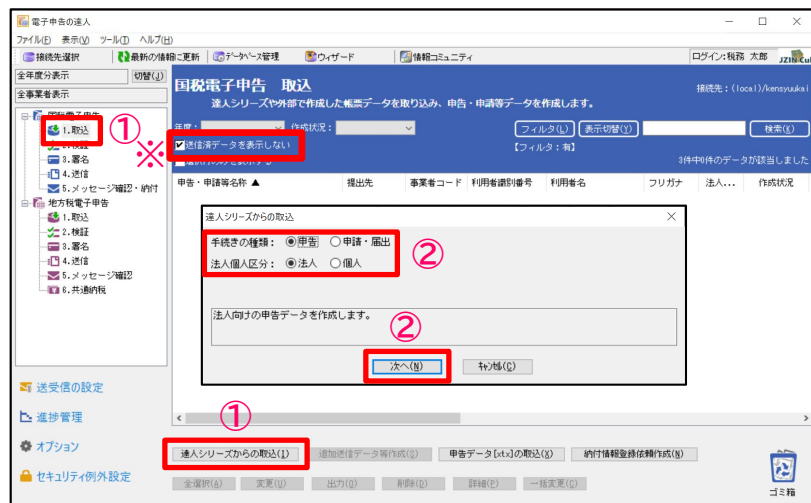 電子申告の達人
ファイル(F) 表示(V) ツール(T) ヘルプ(H)
接続先選択 最新の情報に更新 データベース管理 ウィザード 情報コミュニティ ログイン:税務 太郎
全年度分表示 切替(J)
全事業者表示
国税電子申告 取込
接続先:(local)/kensyuukai
達人シリーズや外部で作成した帳票データを取り込み、申告・申請等データを作成します。
国税電子申告
1.取込
①
※
2.検証
3.署名
4.送信
5.メッセージ確認・納付
地方税電子申告
1.取込
2.検証
3.署名
4.送信
5.メッセージ確認
6.共通納税
年度: 作成状況: フィルタ(L) 表示切替(Y) 検索(K)
送信済データを表示しない 【フィルタ:有】
3件中0件のデータが該当しました
申告・申請等名称 ▲ 提出先 事業者コード 利用者識別番号 利用者名 フリガナ 法人... 作成状況
達人シリーズからの取込
手続きの種類: 申告 申請・届出
法人個人区分: 法人 個人
②
法人向けの申告データを作成します。
②
次へ(N) キャンセル(C)
送受信の設定
進捗管理
オプション
セキュリティ例外設定
①
達人シリーズからの取込(I) 追加送信データ等作成(S) 申告データ[xtx]の取込(X) 納付情報登録依頼作成(N)
全選択(A) 変更(U) 出力(O) 削除(D) 詳細(P) 一括変更(C)
ゴミ箱